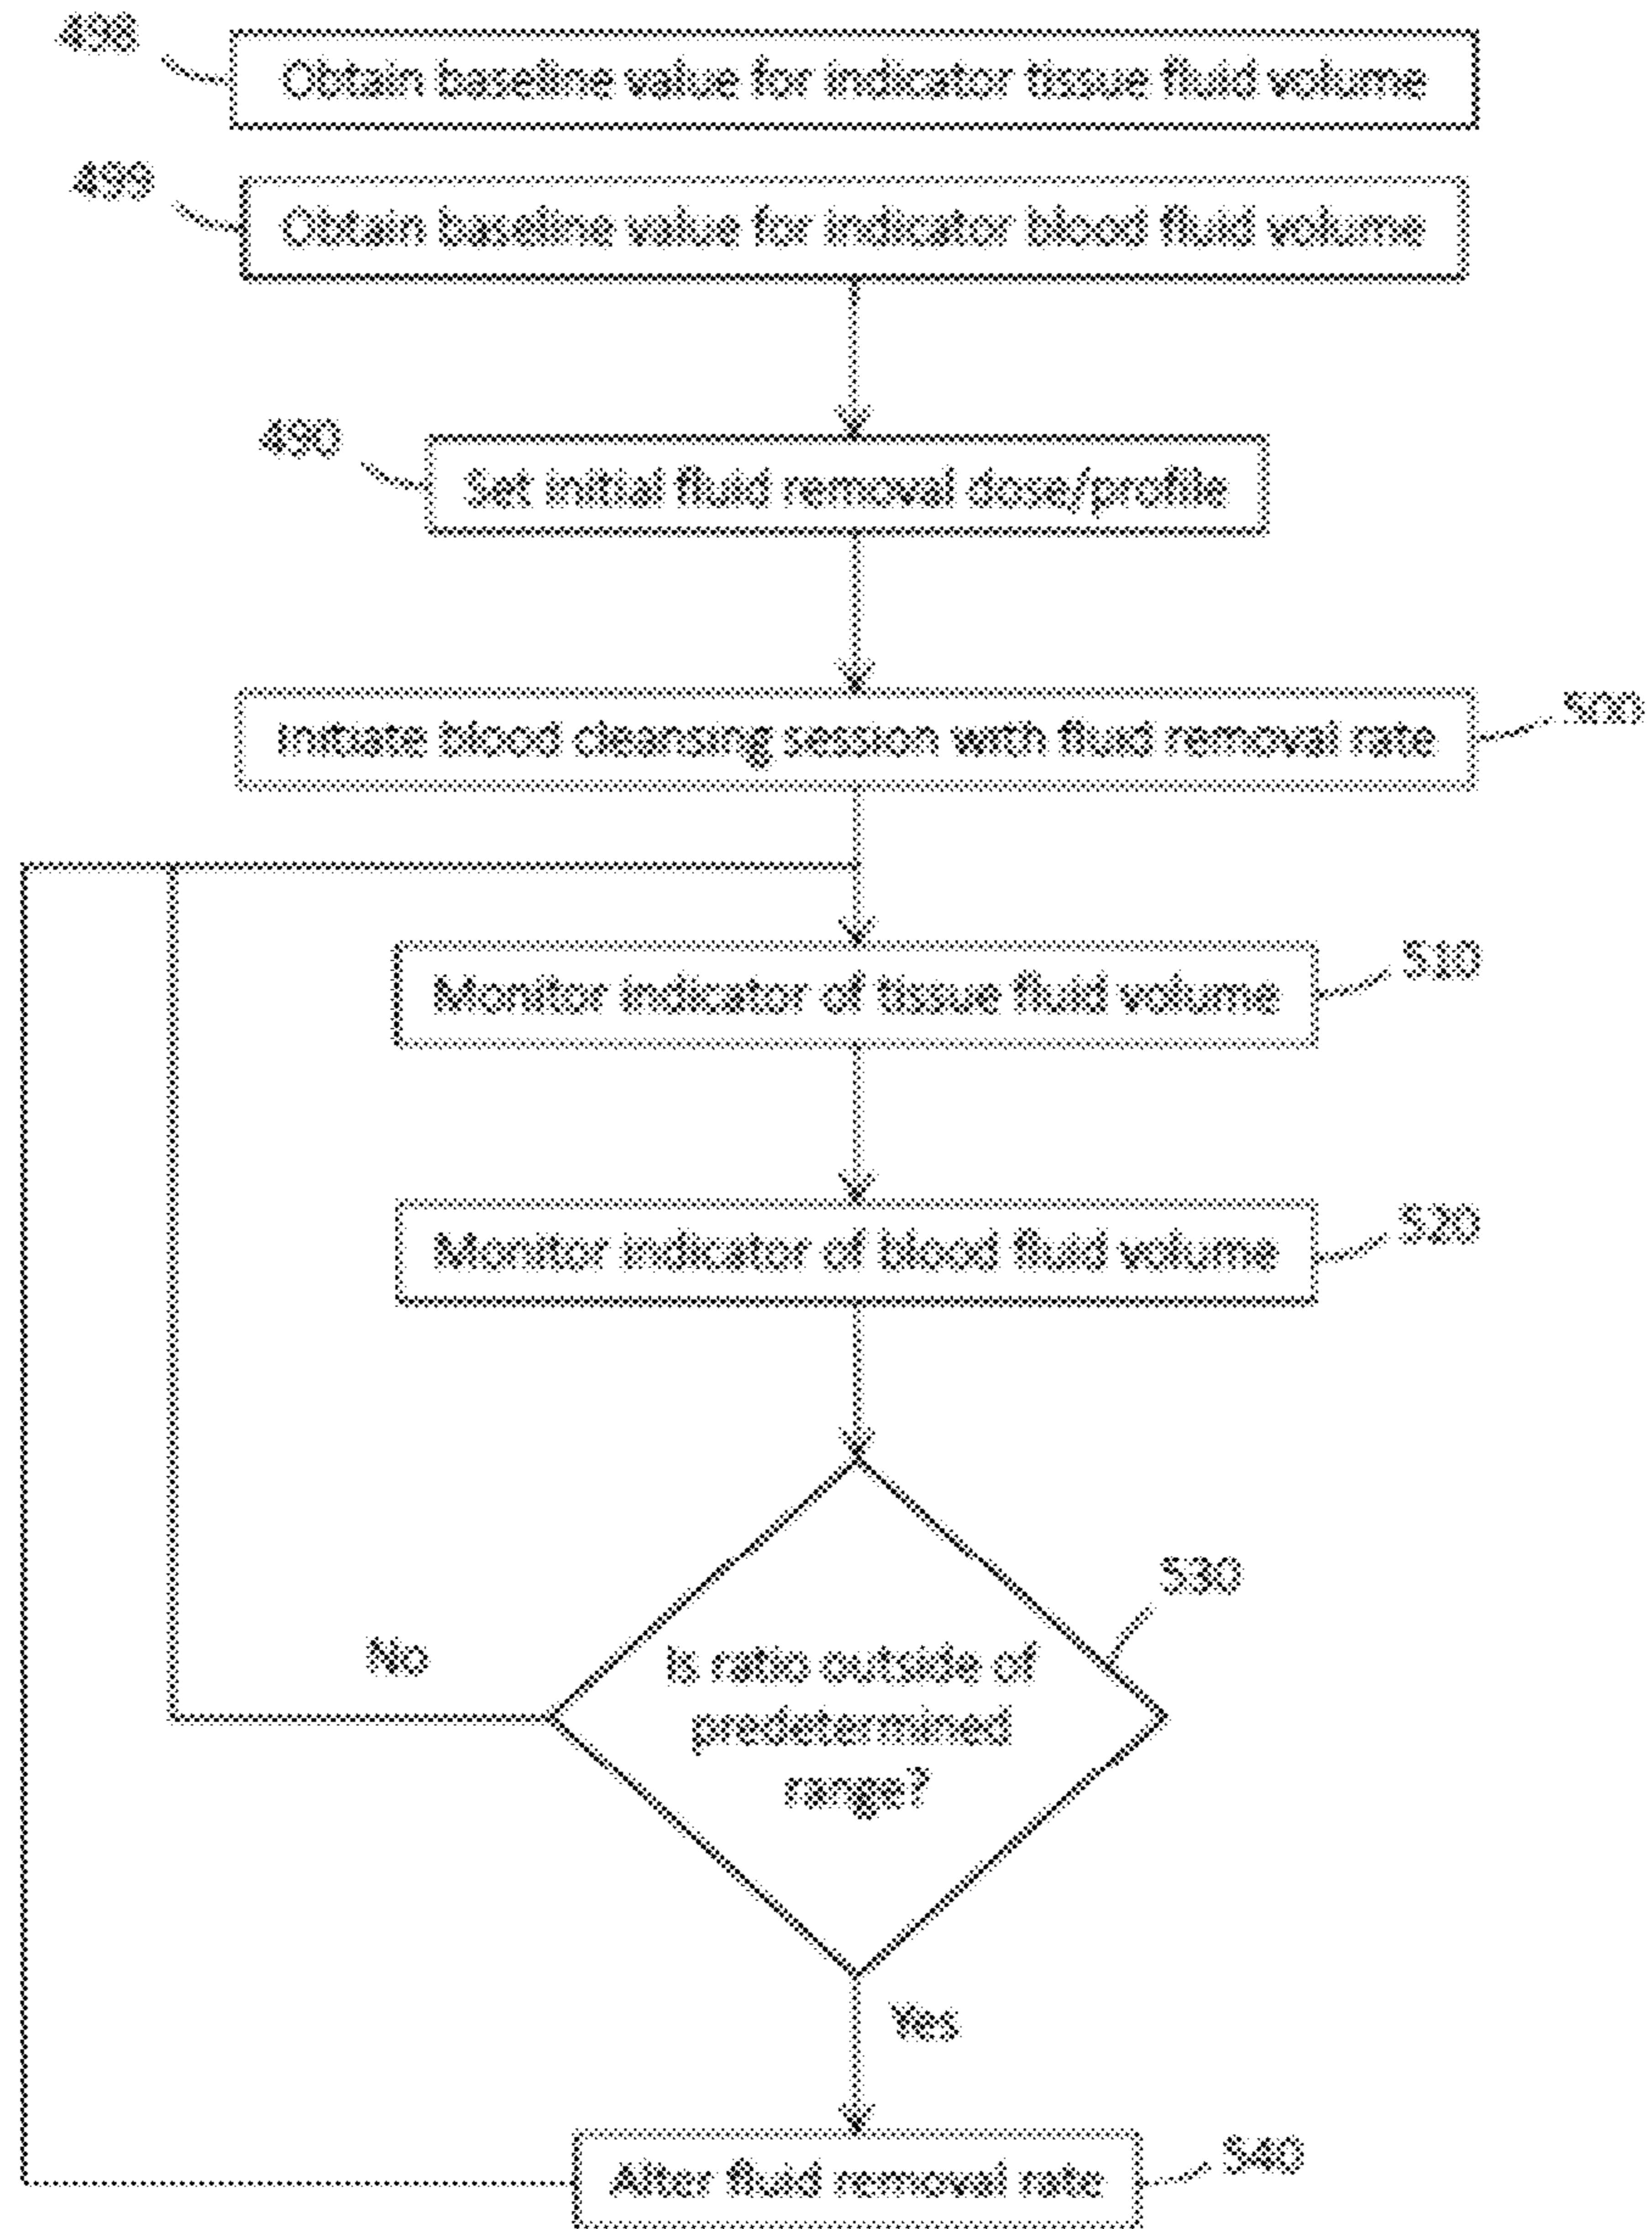 498
Obtain baseline value for indicator tissue fluid volume
499
Obtain baseline value for indicator blood fluid volume
490
Set initial fluid removal dose/profile
Initiate blood cleansing session with fluid removal rate
500
Monitor indicator of tissue fluid volume
510
Monitor indicator of blood fluid volume
520
530
No
Is ratio outside of
predetermined
range?
Yes
Alter fluid removal rate
540